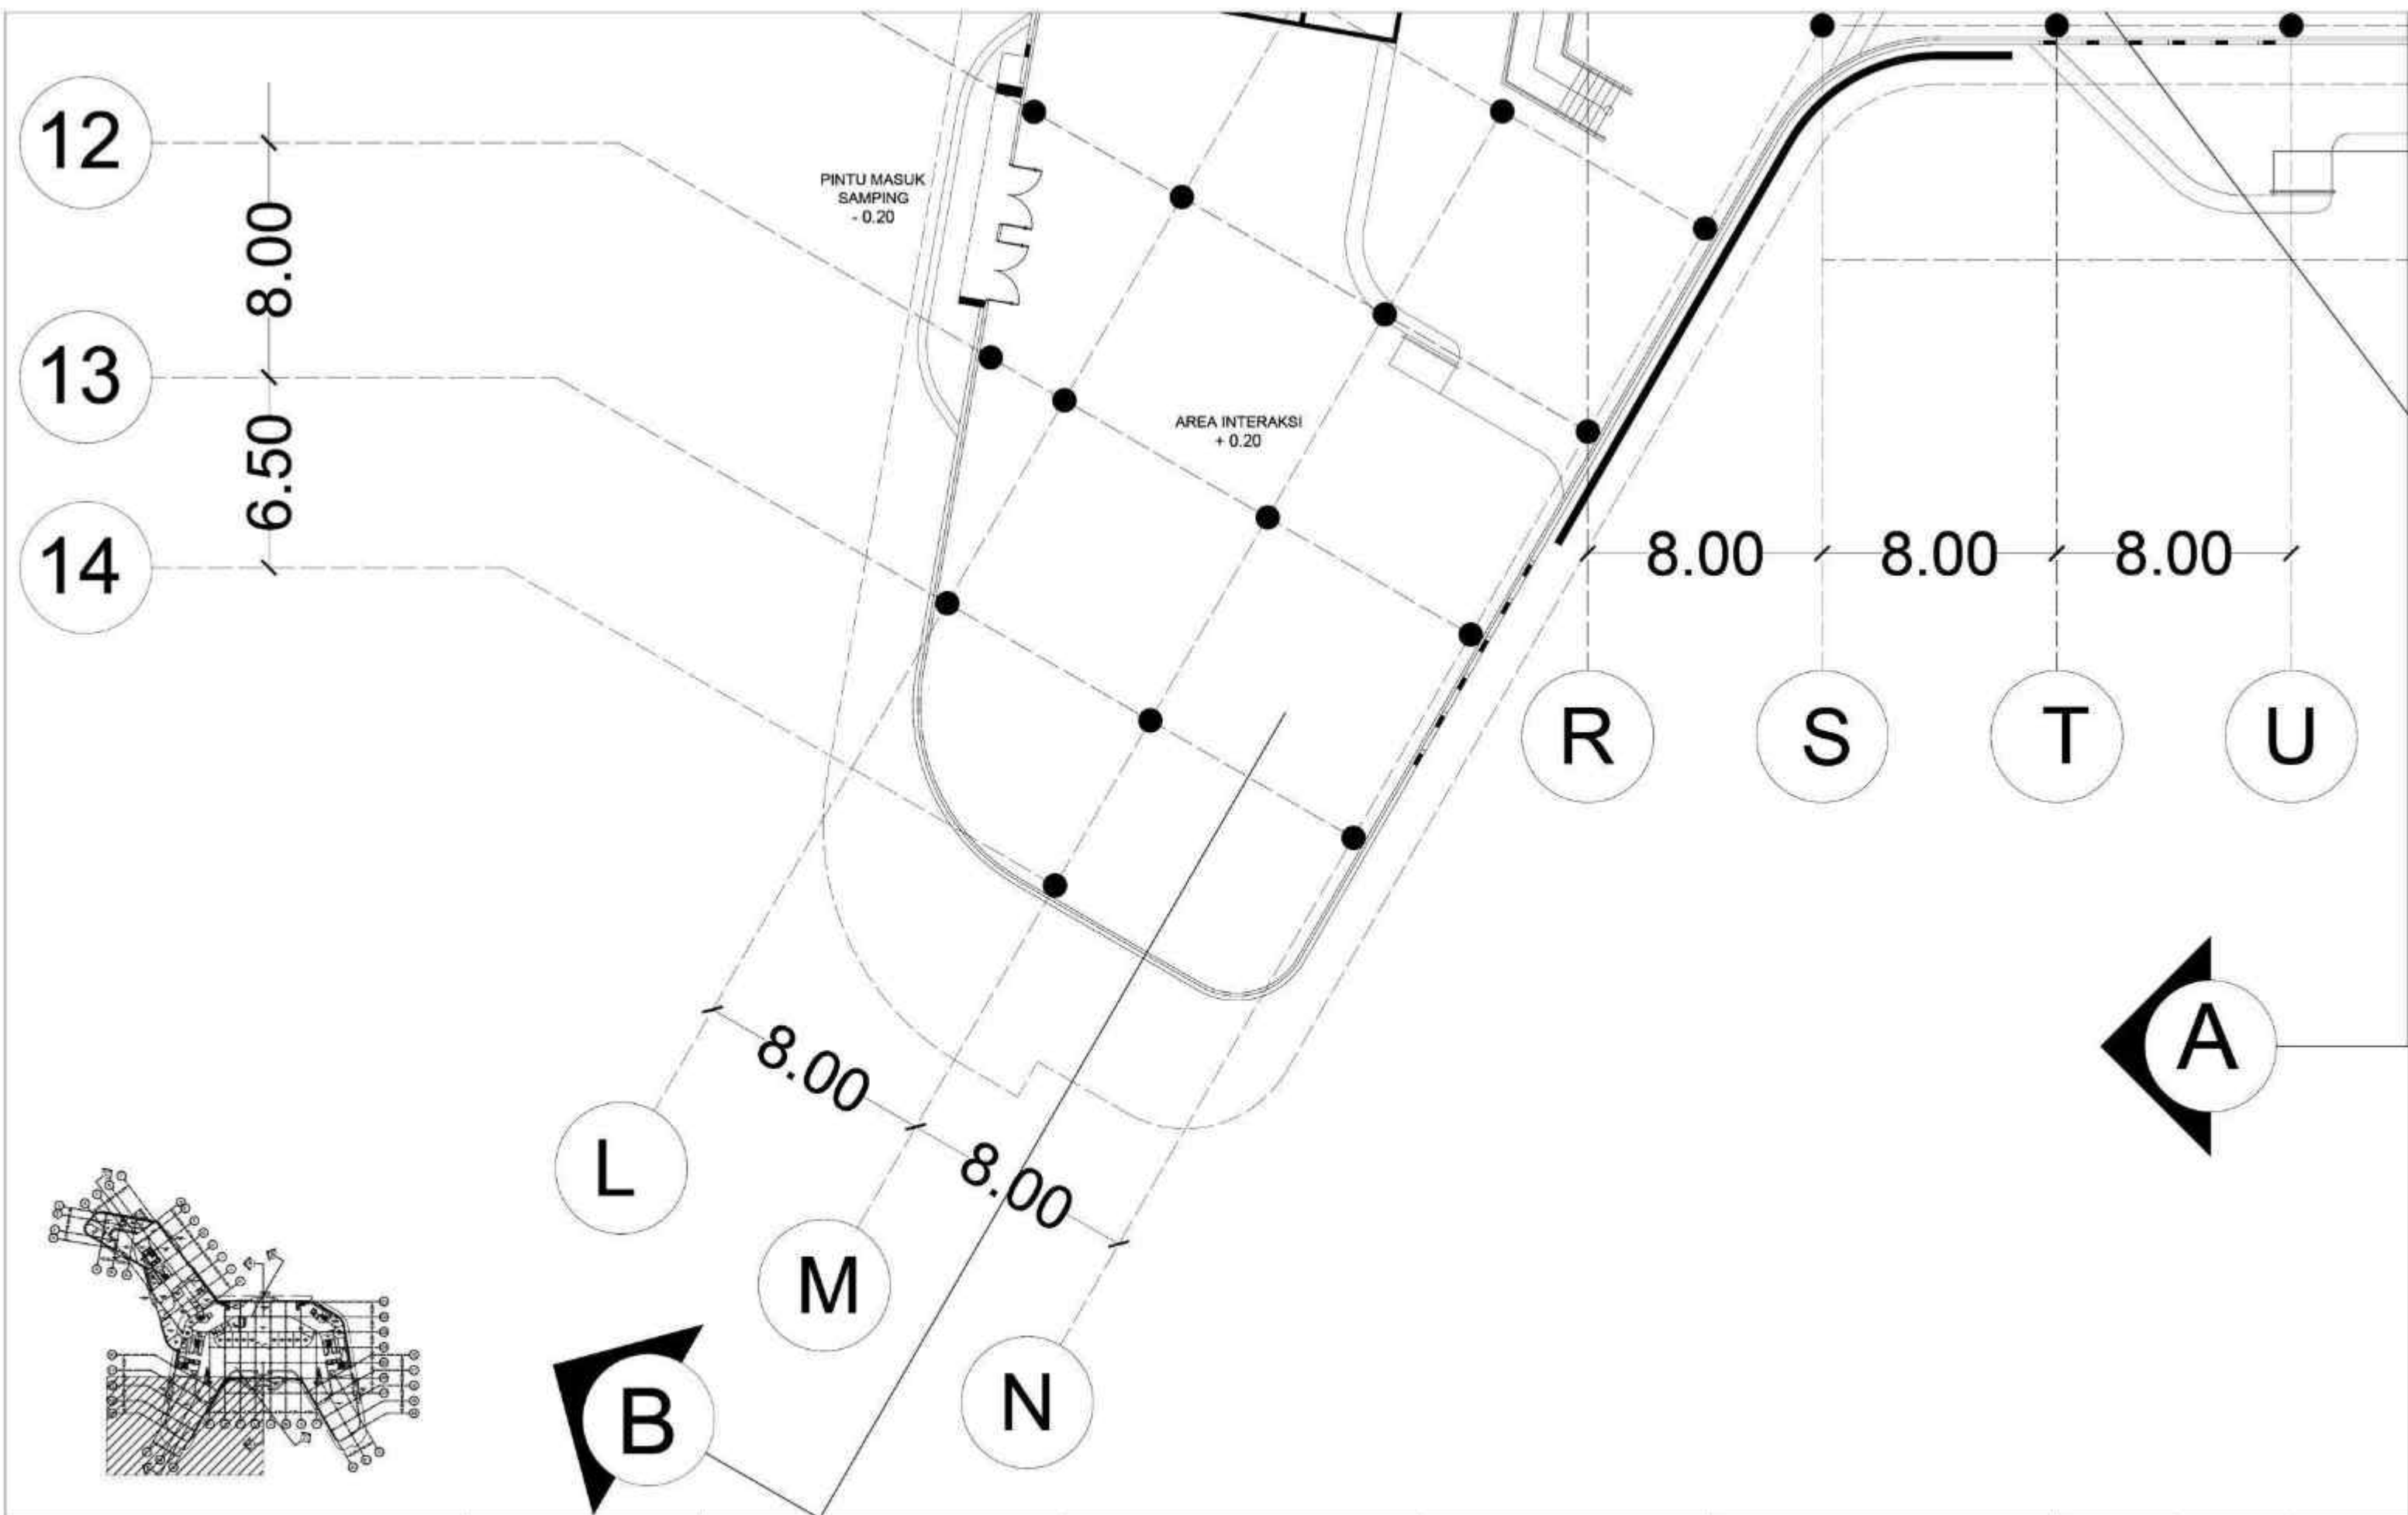 12
8.00
13
6.50
14
PINTU MASUK
SAMPING
- 0.20
AREA INTERAKSI
+ 0.20
8.00 8.00 8.00
R S T U
8.00
8.00
L
M
N
A
B